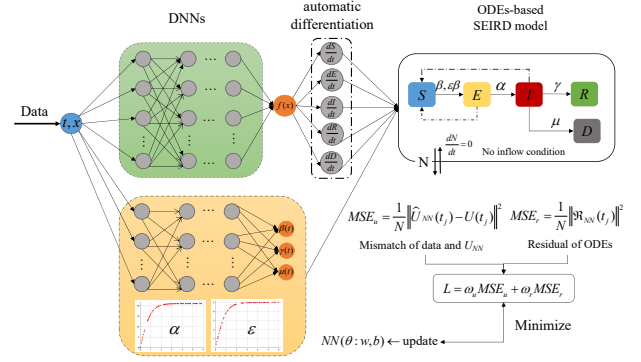 DNNs
automatic
differentiation
ODEs-based
SEIRD model
Data
t, x
f(x)
dS/dt
dE/dt
dI/dt
dR/dt
dD/dt
S
β, εβ
E
α
I
γ
R
μ
D
N
dN/dt = 0
No inflow condition
β(t)
γ(t)
μ(t)
α
ε
MSE_u = 1/N ‖Û_NN(t_j) − U(t_j)‖²
MSE_r = 1/N ‖ℜ_NN(t_j)‖²
Mismatch of data and U_NN
Residual of ODEs
L = ω_u MSE_u + ω_r MSE_r
Minimize
NN(θ : w, b) ← update